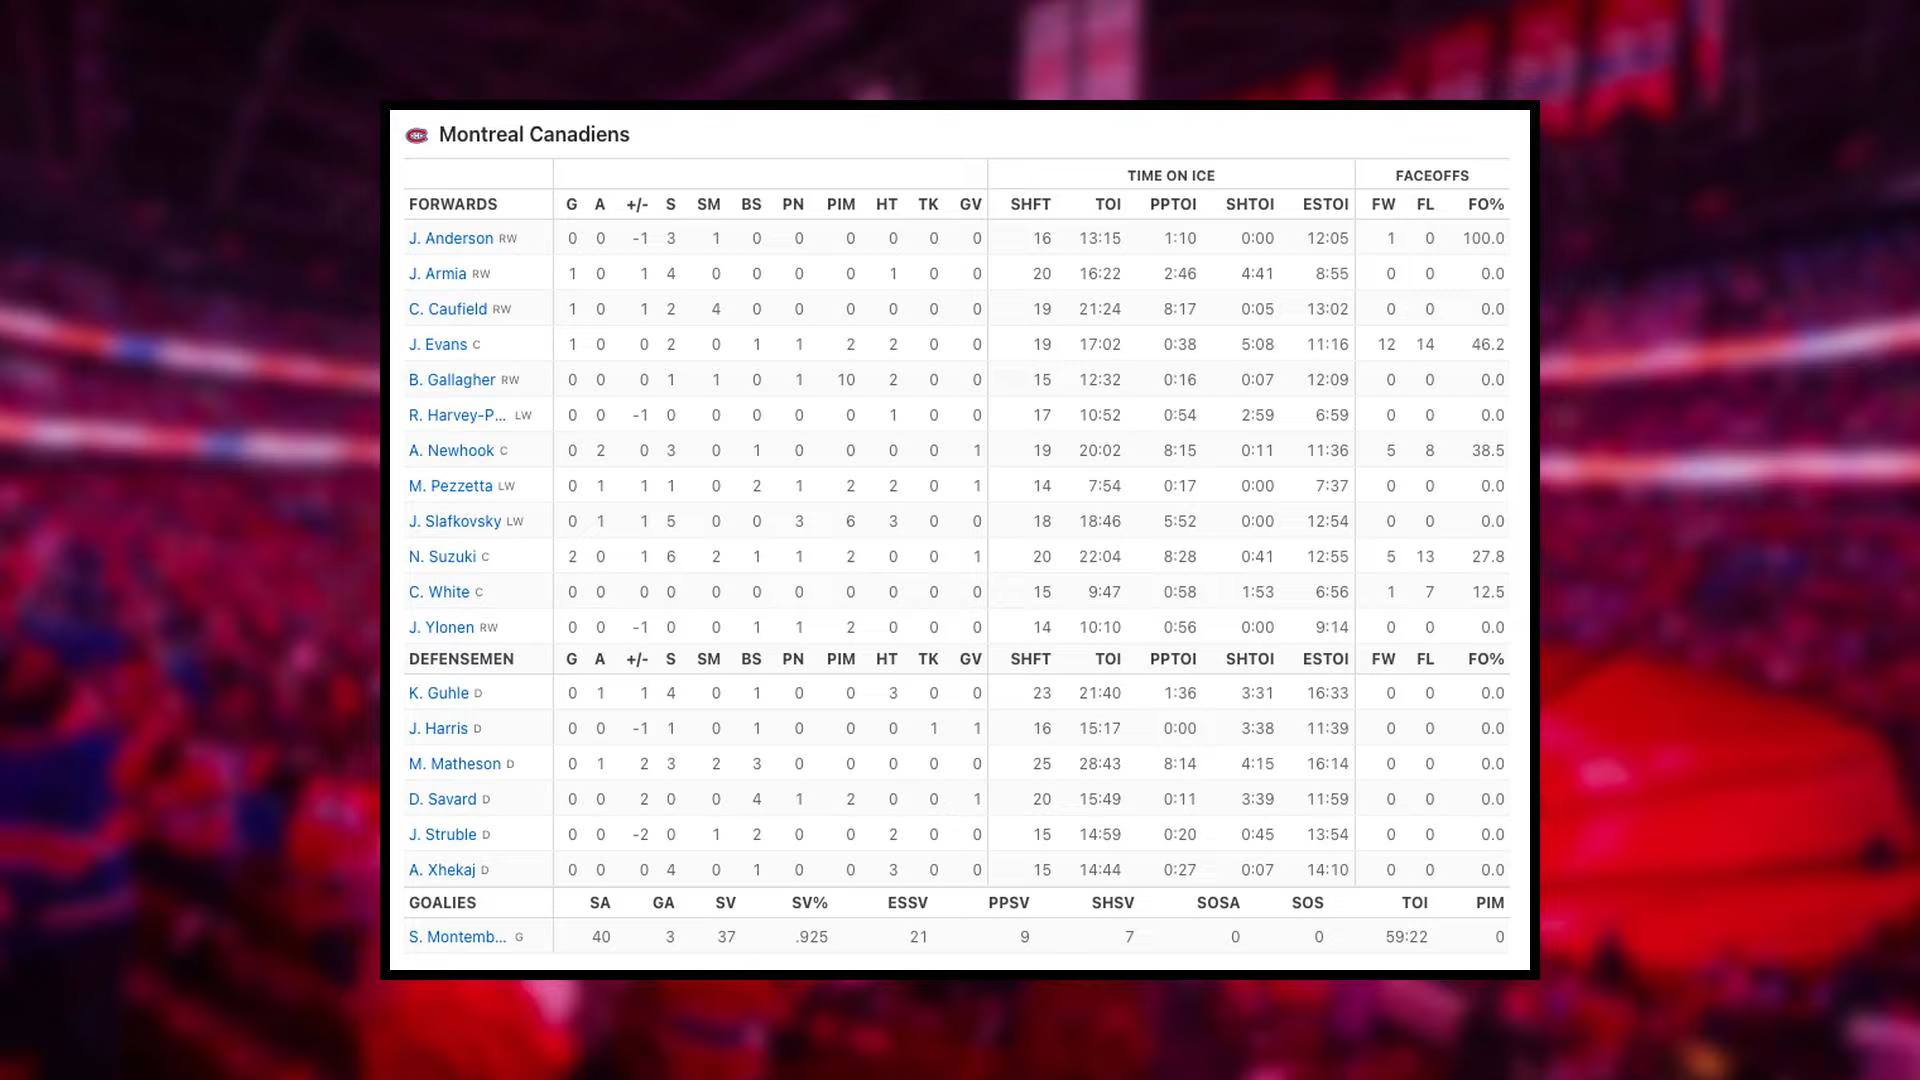 Montreal Canadiens
TIME ON ICE FACEOFFS
FORWARDS G A +/- S SM BS PN PIM HT TK GV SHFT TOI PPTOI SHTOI ESTOI FW FL FO%
J. Anderson RW 0 0 -1 3 1 0 0 0 0 0 0 16 13:15 1:10 0:00 12:05 1 0 100.0
J. Armia RW 1 0 1 4 0 0 0 0 1 0 0 20 16:22 2:46 4:41 8:55 0 0 0.0
C. Caufield RW 1 0 1 2 4 0 0 0 0 0 0 19 21:24 8:17 0:05 13:02 0 0 0.0
J. Evans C 1 0 0 2 0 1 1 2 2 0 0 19 17:02 0:38 5:08 11:16 12 14 46.2
B. Gallagher RW 0 0 0 1 1 0 1 10 2 0 0 15 12:32 0:16 0:07 12:09 0 0 0.0
R. Harvey-P... LW 0 0 -1 0 0 0 0 0 1 0 0 17 10:52 0:54 2:59 6:59 0 0 0.0
A. Newhook C 0 2 0 3 0 1 0 0 0 0 1 19 20:02 8:15 0:11 11:36 5 8 38.5
M. Pezzetta LW 0 1 1 1 0 2 1 2 2 0 1 14 7:54 0:17 0:00 7:37 0 0 0.0
J. Slafkovsky LW 0 1 1 5 0 0 3 6 3 0 0 18 18:46 5:52 0:00 12:54 0 0 0.0
N. Suzuki C 2 0 1 6 2 1 1 2 0 0 1 20 22:04 8:28 0:41 12:55 5 13 27.8
C. White C 0 0 0 0 0 0 0 0 0 0 0 15 9:47 0:58 1:53 6:56 1 7 12.5
J. Ylonen RW 0 0 -1 0 0 1 1 2 0 0 0 14 10:10 0:56 0:00 9:14 0 0 0.0
DEFENSEMEN G A +/- S SM BS PN PIM HT TK GV SHFT TOI PPTOI SHTOI ESTOI FW FL FO%
K. Guhle D 0 1 1 4 0 1 0 0 3 0 0 23 21:40 1:36 3:31 16:33 0 0 0.0
J. Harris D 0 0 -1 1 0 1 0 0 0 1 1 16 15:17 0:00 3:38 11:39 0 0 0.0
M. Matheson D 0 1 2 3 2 3 0 0 0 0 0 25 28:43 8:14 4:15 16:14 0 0 0.0
D. Savard D 0 0 2 0 0 4 1 2 0 0 1 20 15:49 0:11 3:39 11:59 0 0 0.0
J. Struble D 0 0 -2 0 1 2 0 0 2 0 0 15 14:59 0:20 0:45 13:54 0 0 0.0
A. Xhekaj D 0 0 0 4 0 1 0 0 3 0 0 15 14:44 0:27 0:07 14:10 0 0 0.0
GOALIES SA GA SV SV% ESSV PPSV SHSV SOSA SOS TOI PIM
S. Montemb... G 40 3 37 .925 21 9 7 0 0 59:22 0